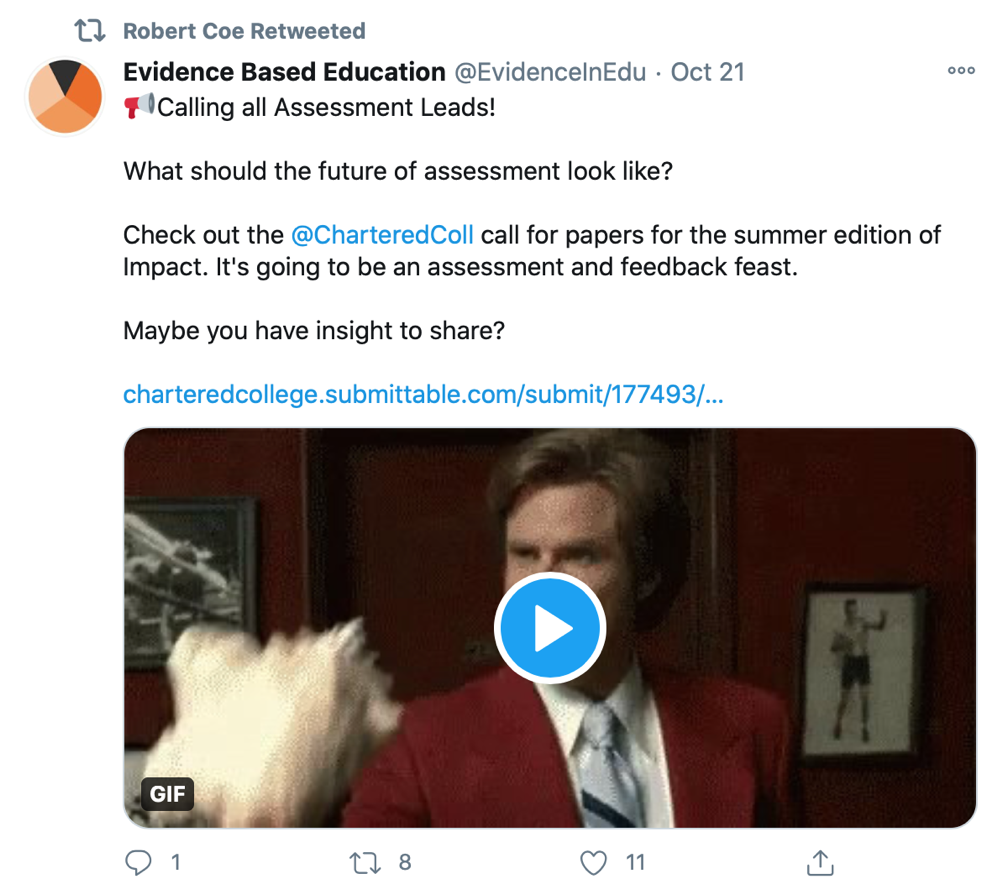 Robert Coe Retweeted
Evidence Based Education @EvidenceInEdu · Oct 21
Calling all Assessment Leads!
What should the future of assessment look like?
Check out the @CharteredColl call for papers for the summer edition of
Impact. It's going to be an assessment and feedback feast.
Maybe you have insight to share?
charteredcollege.submittable.com/submit/177493/...
GIF
1 8 11